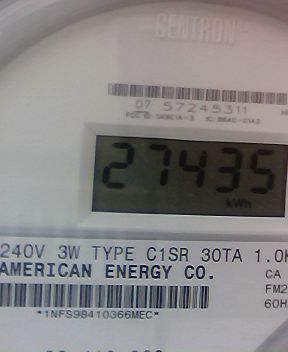 CENTRON
07 57245311
27435
kWh
240V 3W TYPE C1SR 30TA 1.0K
AMERICAN ENERGY CO.
CA
FM2
60H
*1NFS98410366MEC*